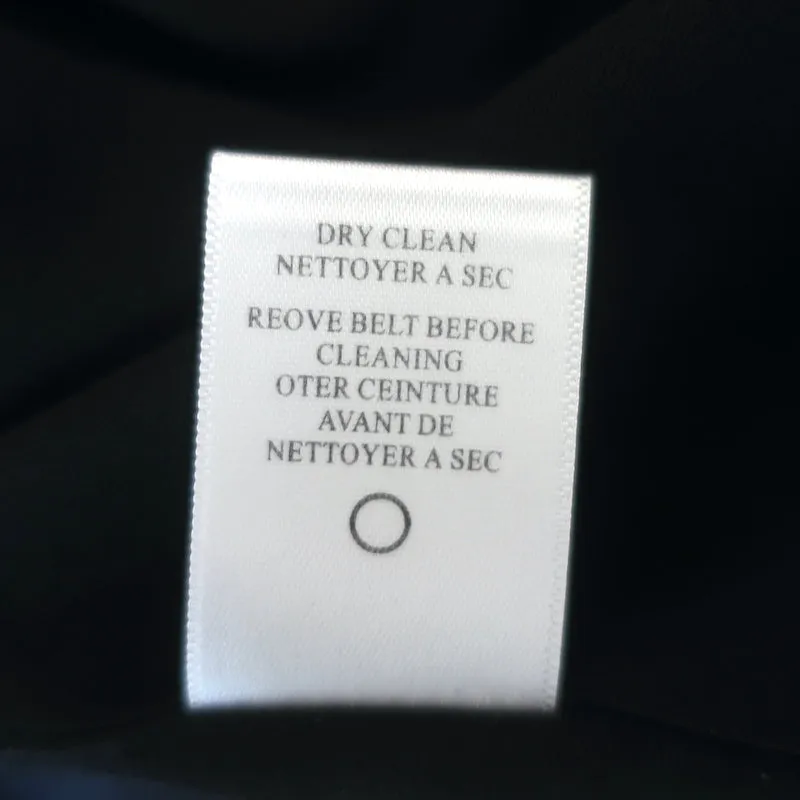 DRY CLEAN
NETTOYER A SEC
REOVE BELT BEFORE
CLEANING
OTER CEINTURE
AVANT DE
NETTOYER A SEC